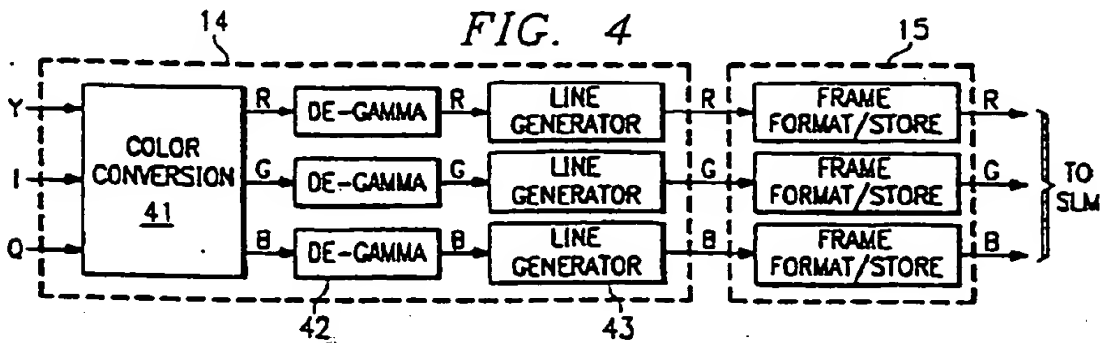 FIG. 4
14
15
Y
I
Q
COLOR
CONVERSION
41
R
DE-GAMMA
R
LINE
GENERATOR
R
FRAME
FORMAT/STORE
R
G
DE-GAMMA
G
LINE
GENERATOR
G
FRAME
FORMAT/STORE
G
B
DE-GAMMA
B
LINE
GENERATOR
B
FRAME
FORMAT/STORE
B
TO
SLM
42
43